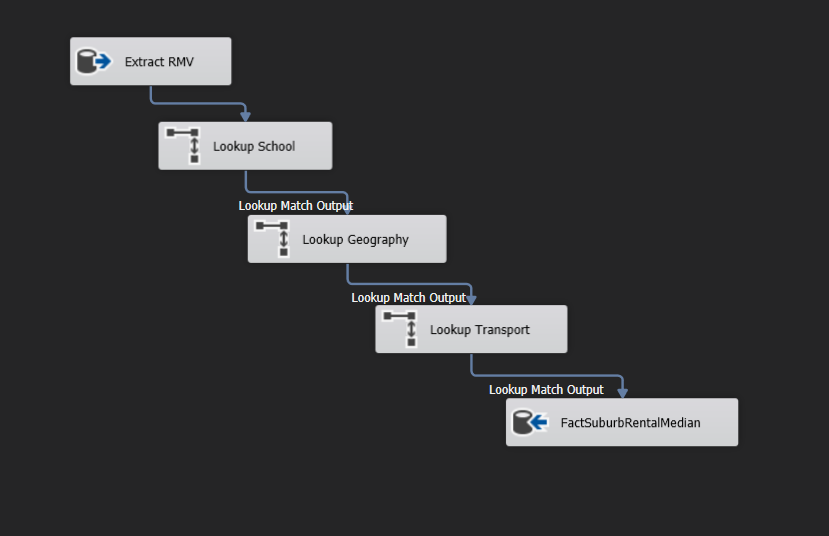 Extract RMV
Lookup School
Lookup Match Output
Lookup Geography
Lookup Match Output
Lookup Transport
Lookup Match Output
FactSuburbRentalMedian